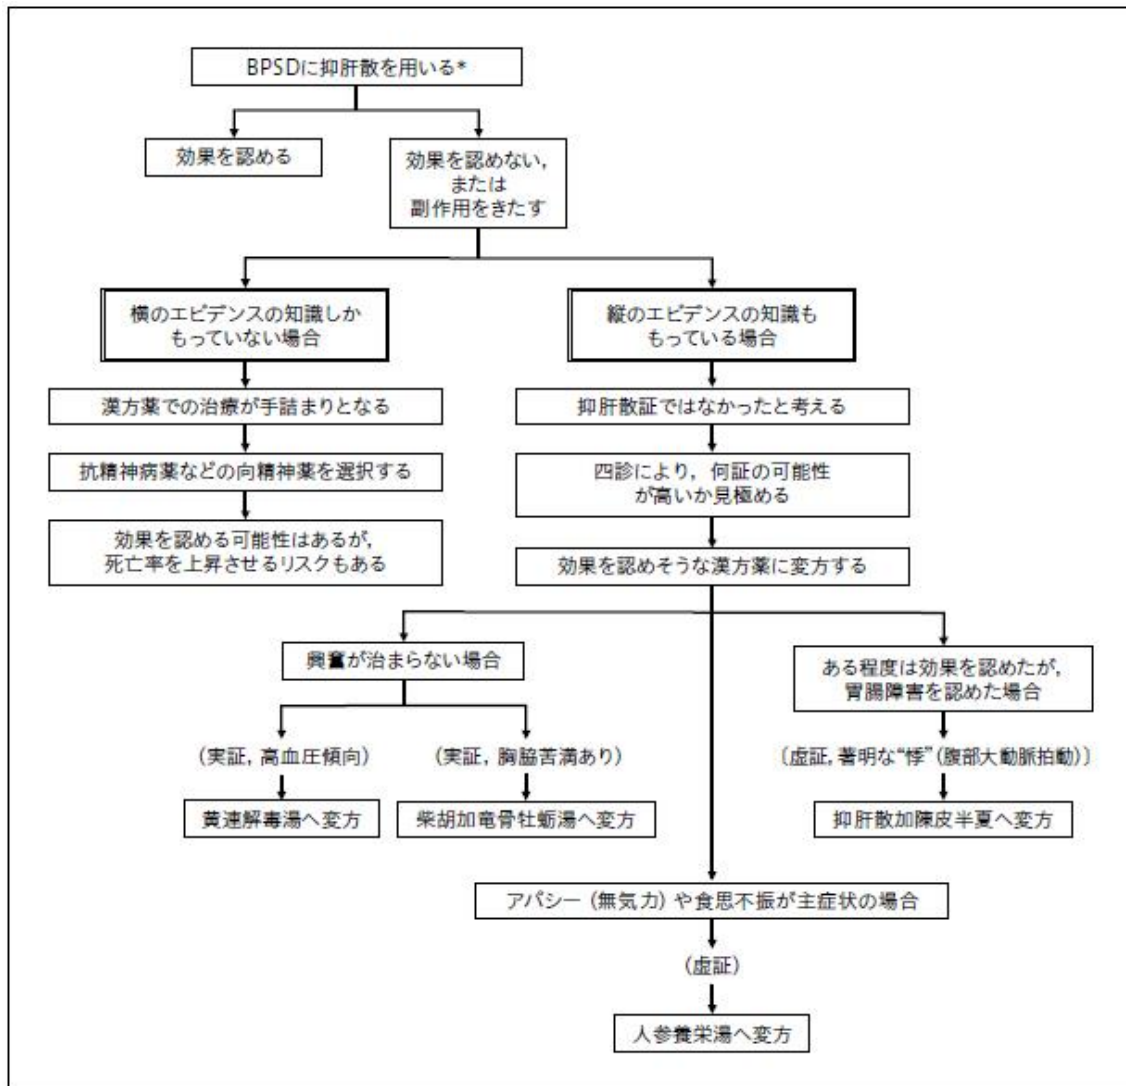 BPSDに抑肝散を用いる*
効果を認める
効果を認めない,
または
副作用をきたす
横のエビデンスの知識しか
もっていない場合
縦のエビデンスの知識も
もっている場合
漢方薬での治療が手詰まりとなる
抑肝散証ではなかったと考える
抗精神病薬などの向精神薬を選択する
四診により, 何証の可能性
が高いか見極める
効果を認める可能性はあるが,
死亡率を上昇させるリスクもある
効果を認めそうな漢方薬に変方する
興奮が治まらない場合
ある程度は効果を認めたが,
胃腸障害を認めた場合
(実証, 高血圧傾向)
(実証, 胸脇苦満あり)
〔虚証, 著明な“悸”(腹部大動脈拍動)〕
黄連解毒湯へ変方
柴胡加竜骨牡蛎湯へ変方
抑肝散加陳皮半夏へ変方
アパシー (無気力) や食思不振が主症状の場合
(虚証)
人参養栄湯へ変方